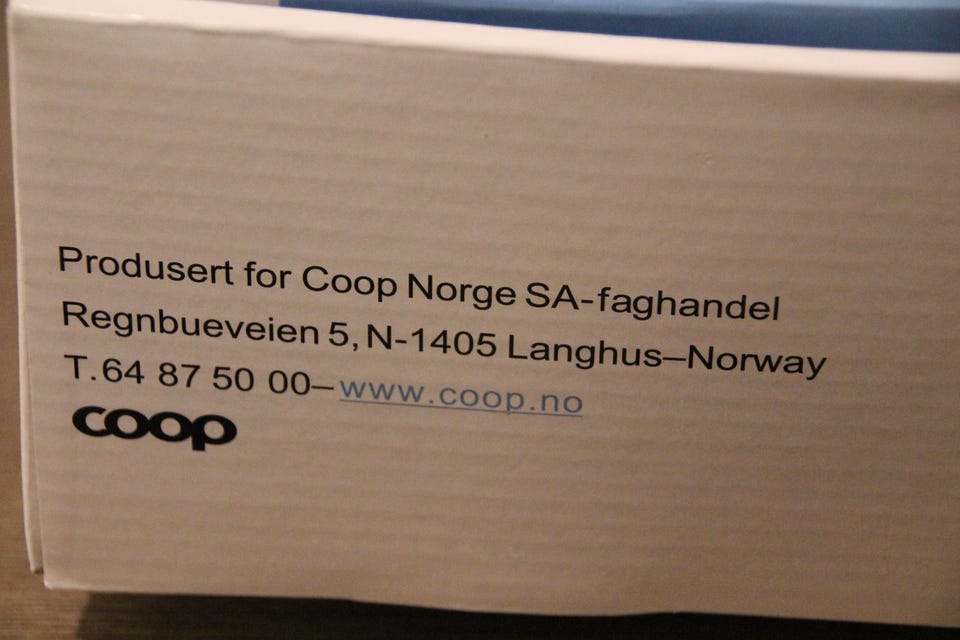 Produsert for Coop Norge SA-faghandel
Regnbueveien 5, N-1405 Langhus–Norway
T.64 87 50 00–www.coop.no
coop